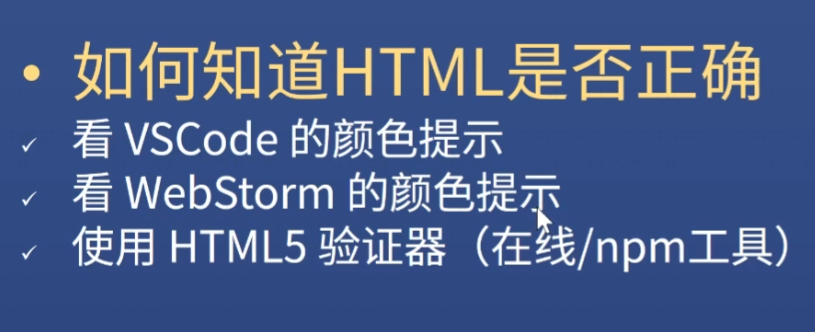 • 如何知道HTML是否正确
✓ 看 VSCode 的颜色提示
✓ 看 WebStorm 的颜色提示
✓ 使用 HTML5 验证器（在线/npm工具）